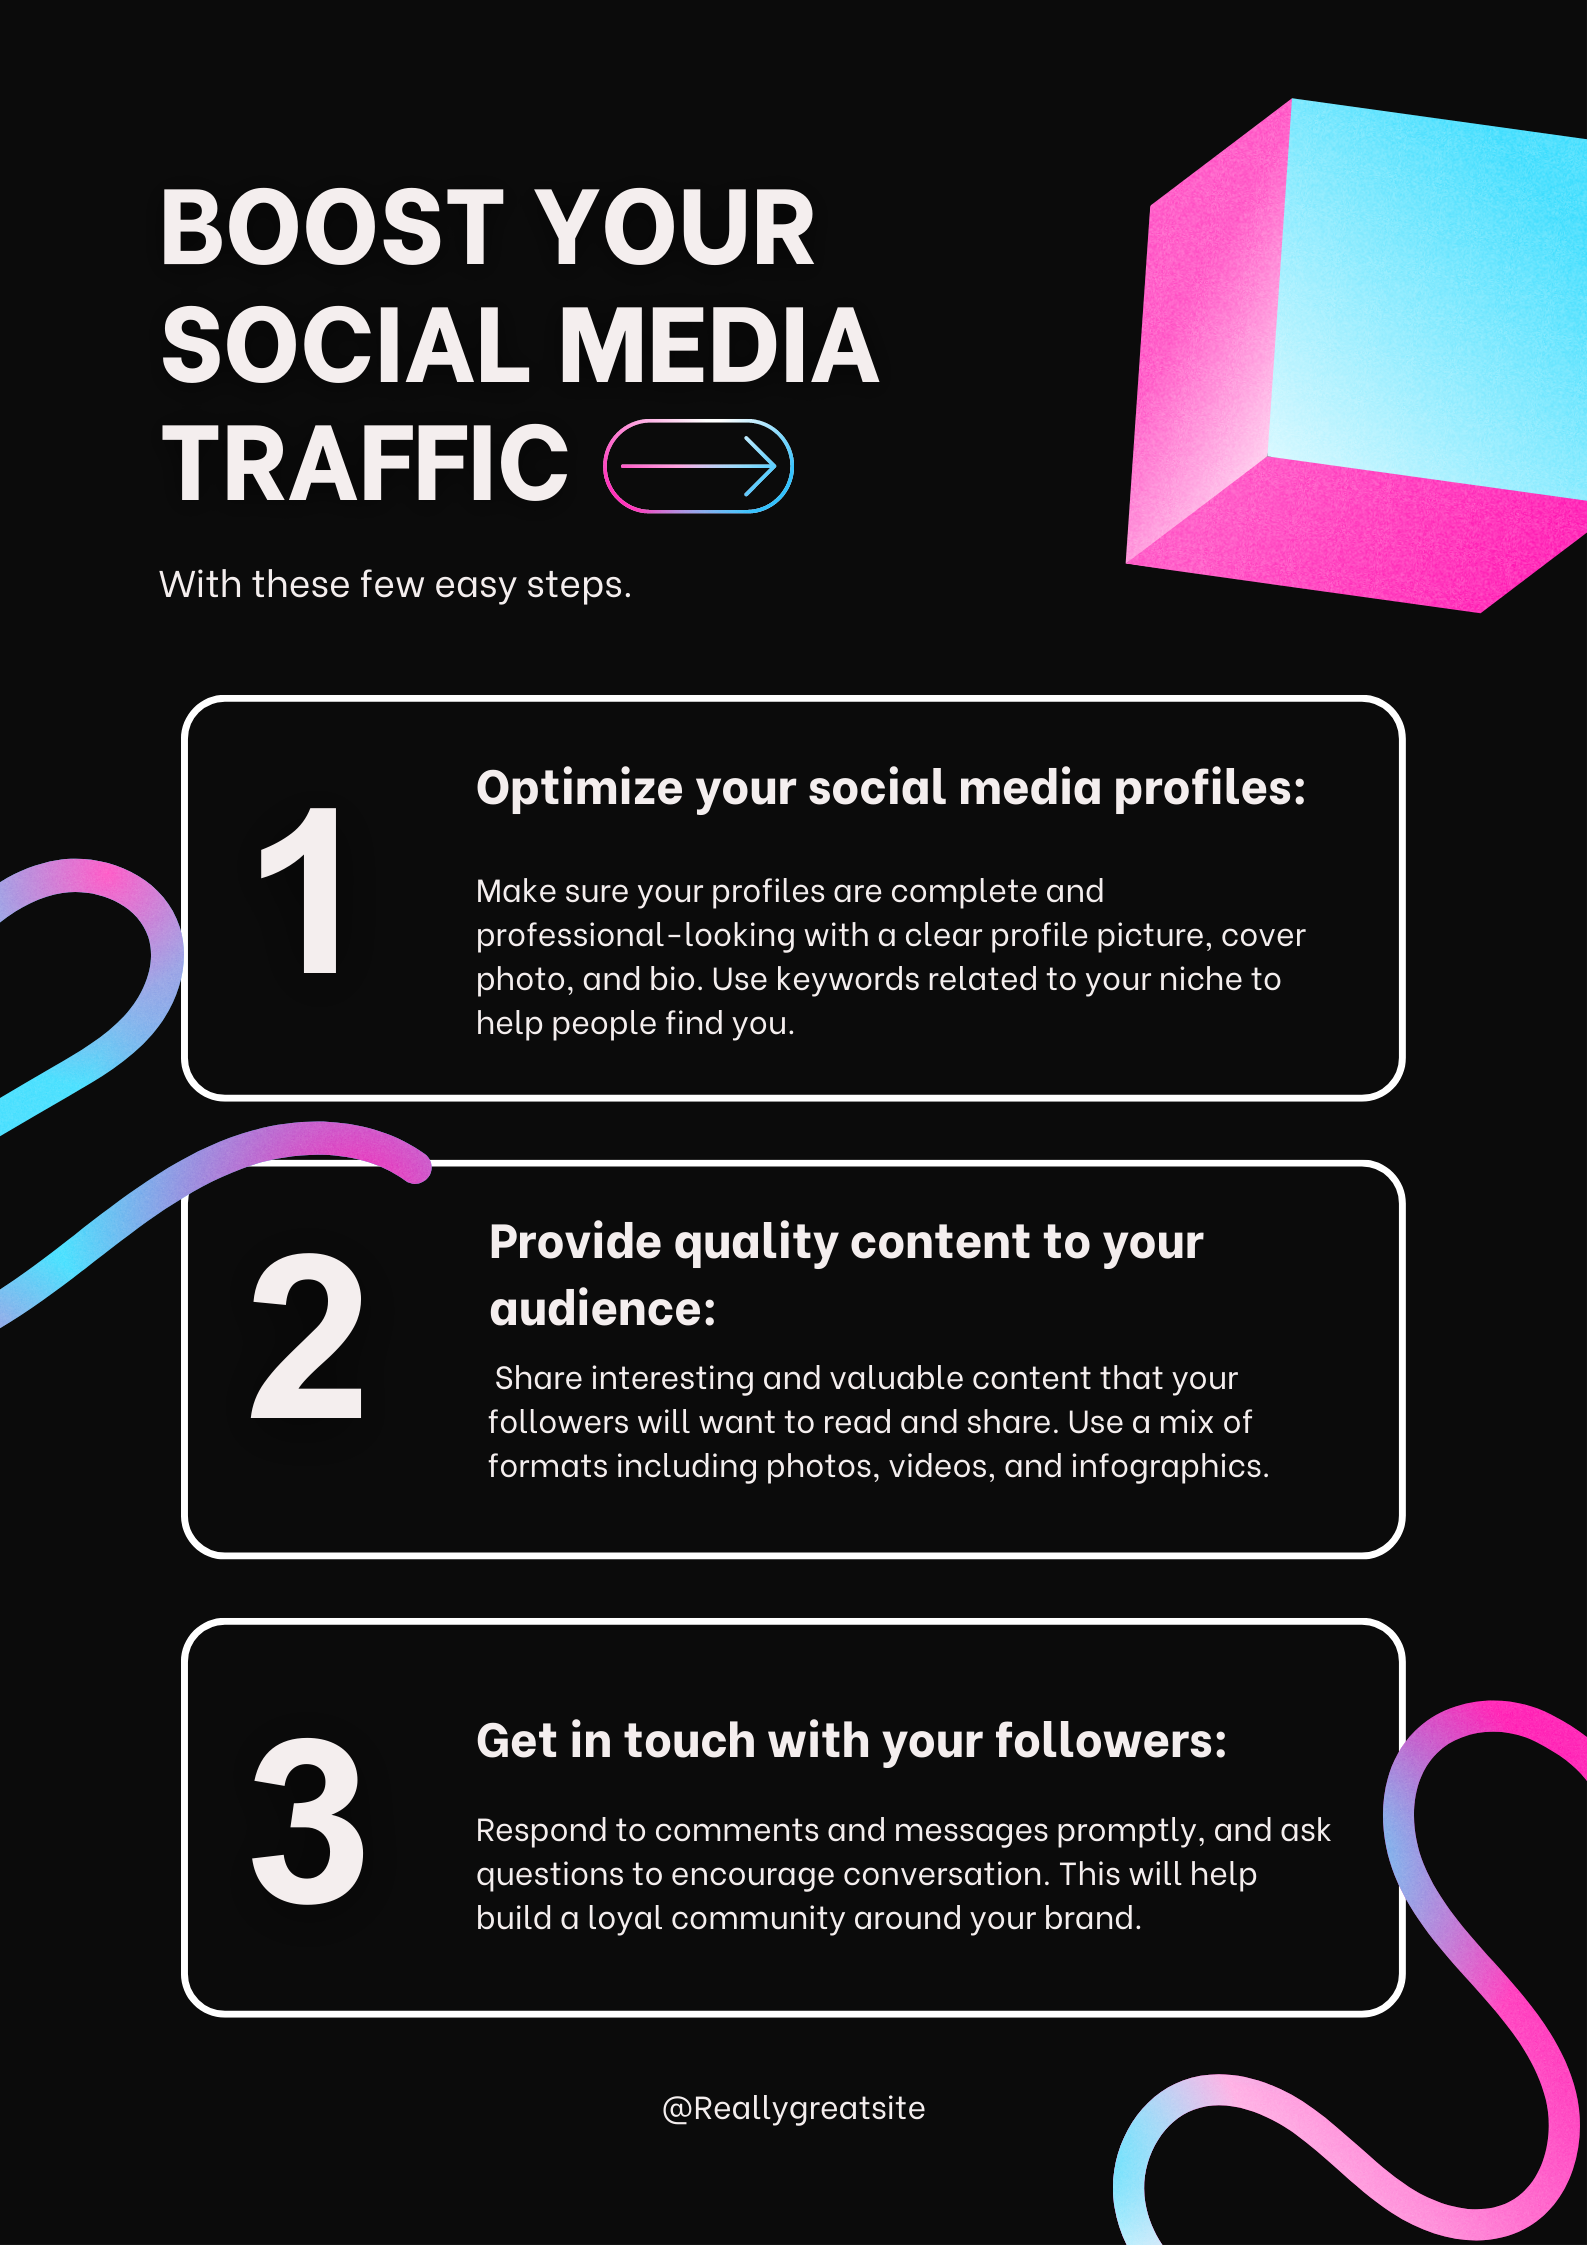 BOOST YOUR
SOCIAL MEDIA
TRAFFIC
With these few easy steps.
1
Optimize your social media profiles:
Make sure your profiles are complete and
professional-looking with a clear profile picture, cover
photo, and bio. Use keywords related to your niche to
help people find you.
2
Provide quality content to your
audience:
Share interesting and valuable content that your
followers will want to read and share. Use a mix of
formats including photos, videos, and infographics.
3
Get in touch with your followers:
Respond to comments and messages promptly, and ask
questions to encourage conversation. This will help
build a loyal community around your brand.
@Reallygreatsite